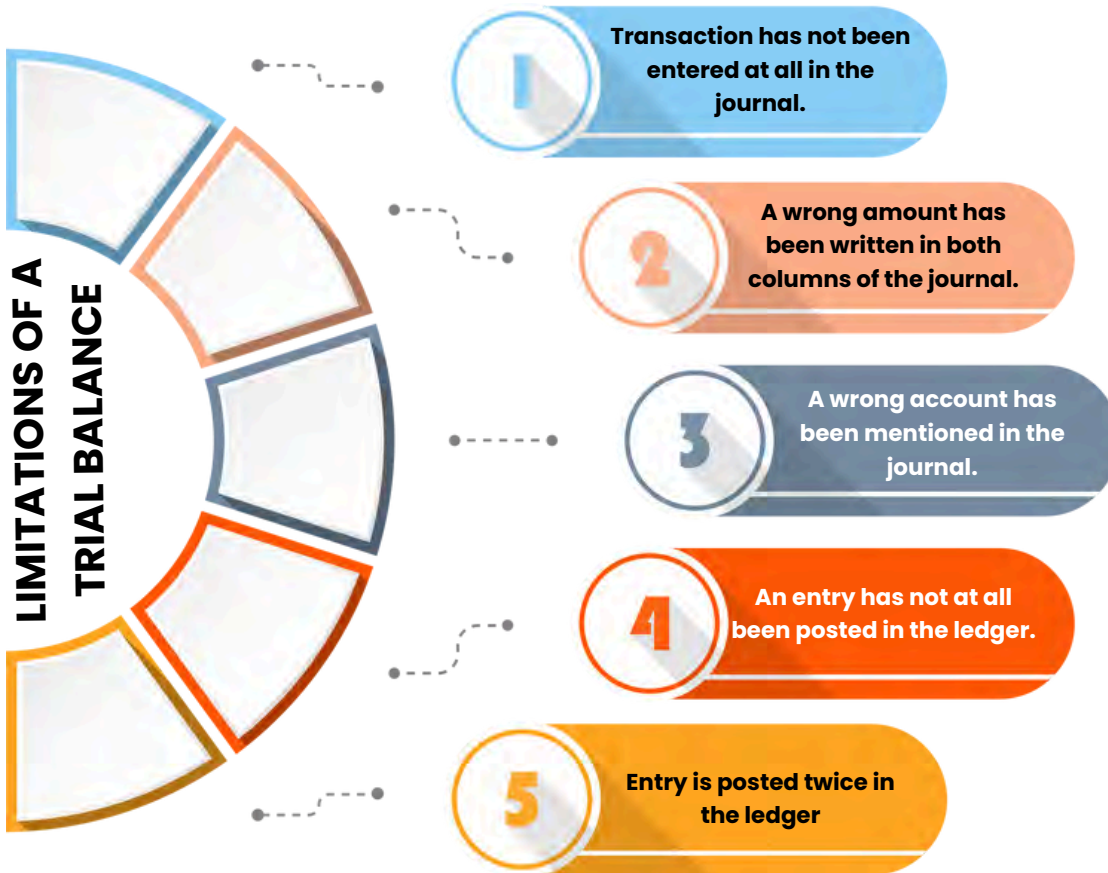 LIMITATIONS OF A
TRIAL BALANCE
1
Transaction has not been
entered at all in the
journal.
2
A wrong amount has
been written in both
columns of the journal.
3
A wrong account has
been mentioned in the
journal.
4
An entry has not at all
been posted in the ledger.
5
Entry is posted twice in
the ledger